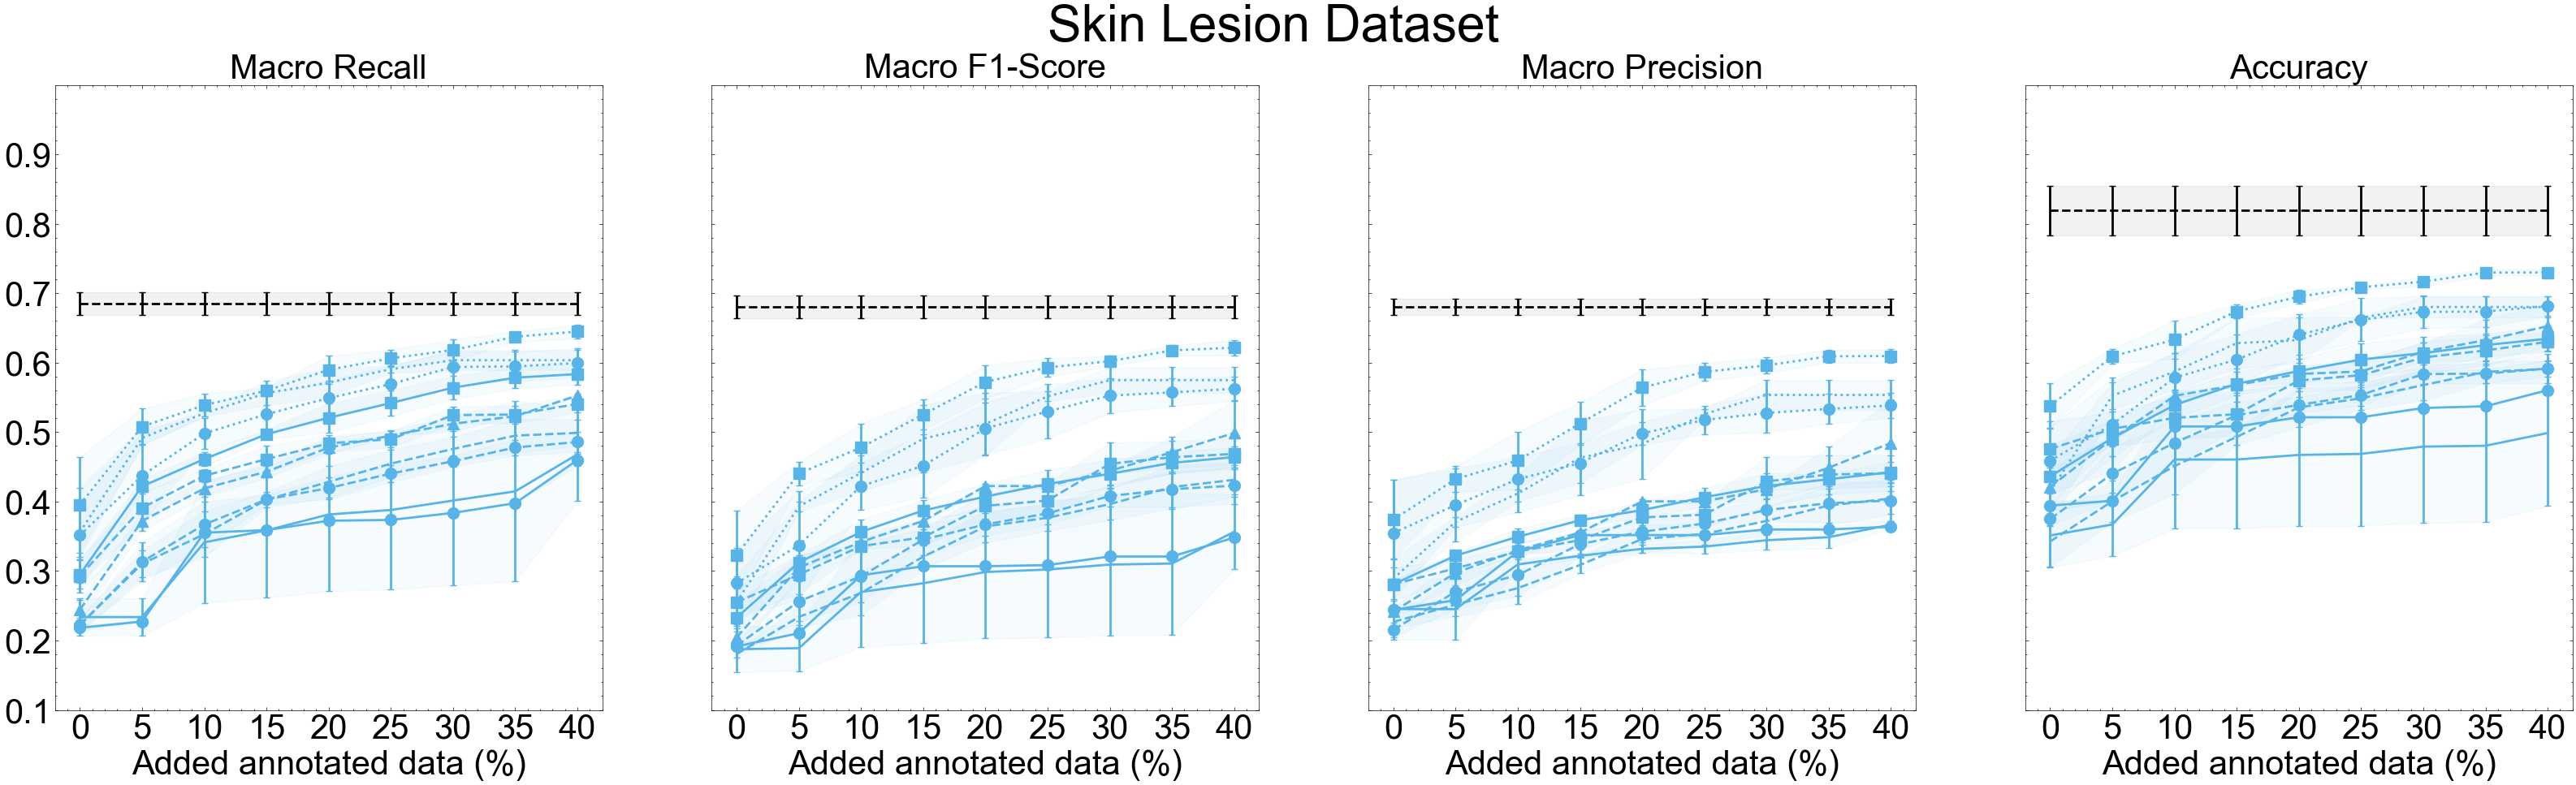 Skin Lesion Dataset
Macro Recall
Macro F1-Score
Macro Precision
Accuracy
0.9
0.8
0.7
0.6
0.5
0.4
0.3
0.2
0.1
0 5 10 15 20 25 30 35 40
0 5 10 15 20 25 30 35 40
0 5 10 15 20 25 30 35 40
0 5 10 15 20 25 30 35 40
Added annotated data (%)
Added annotated data (%)
Added annotated data (%)
Added annotated data (%)